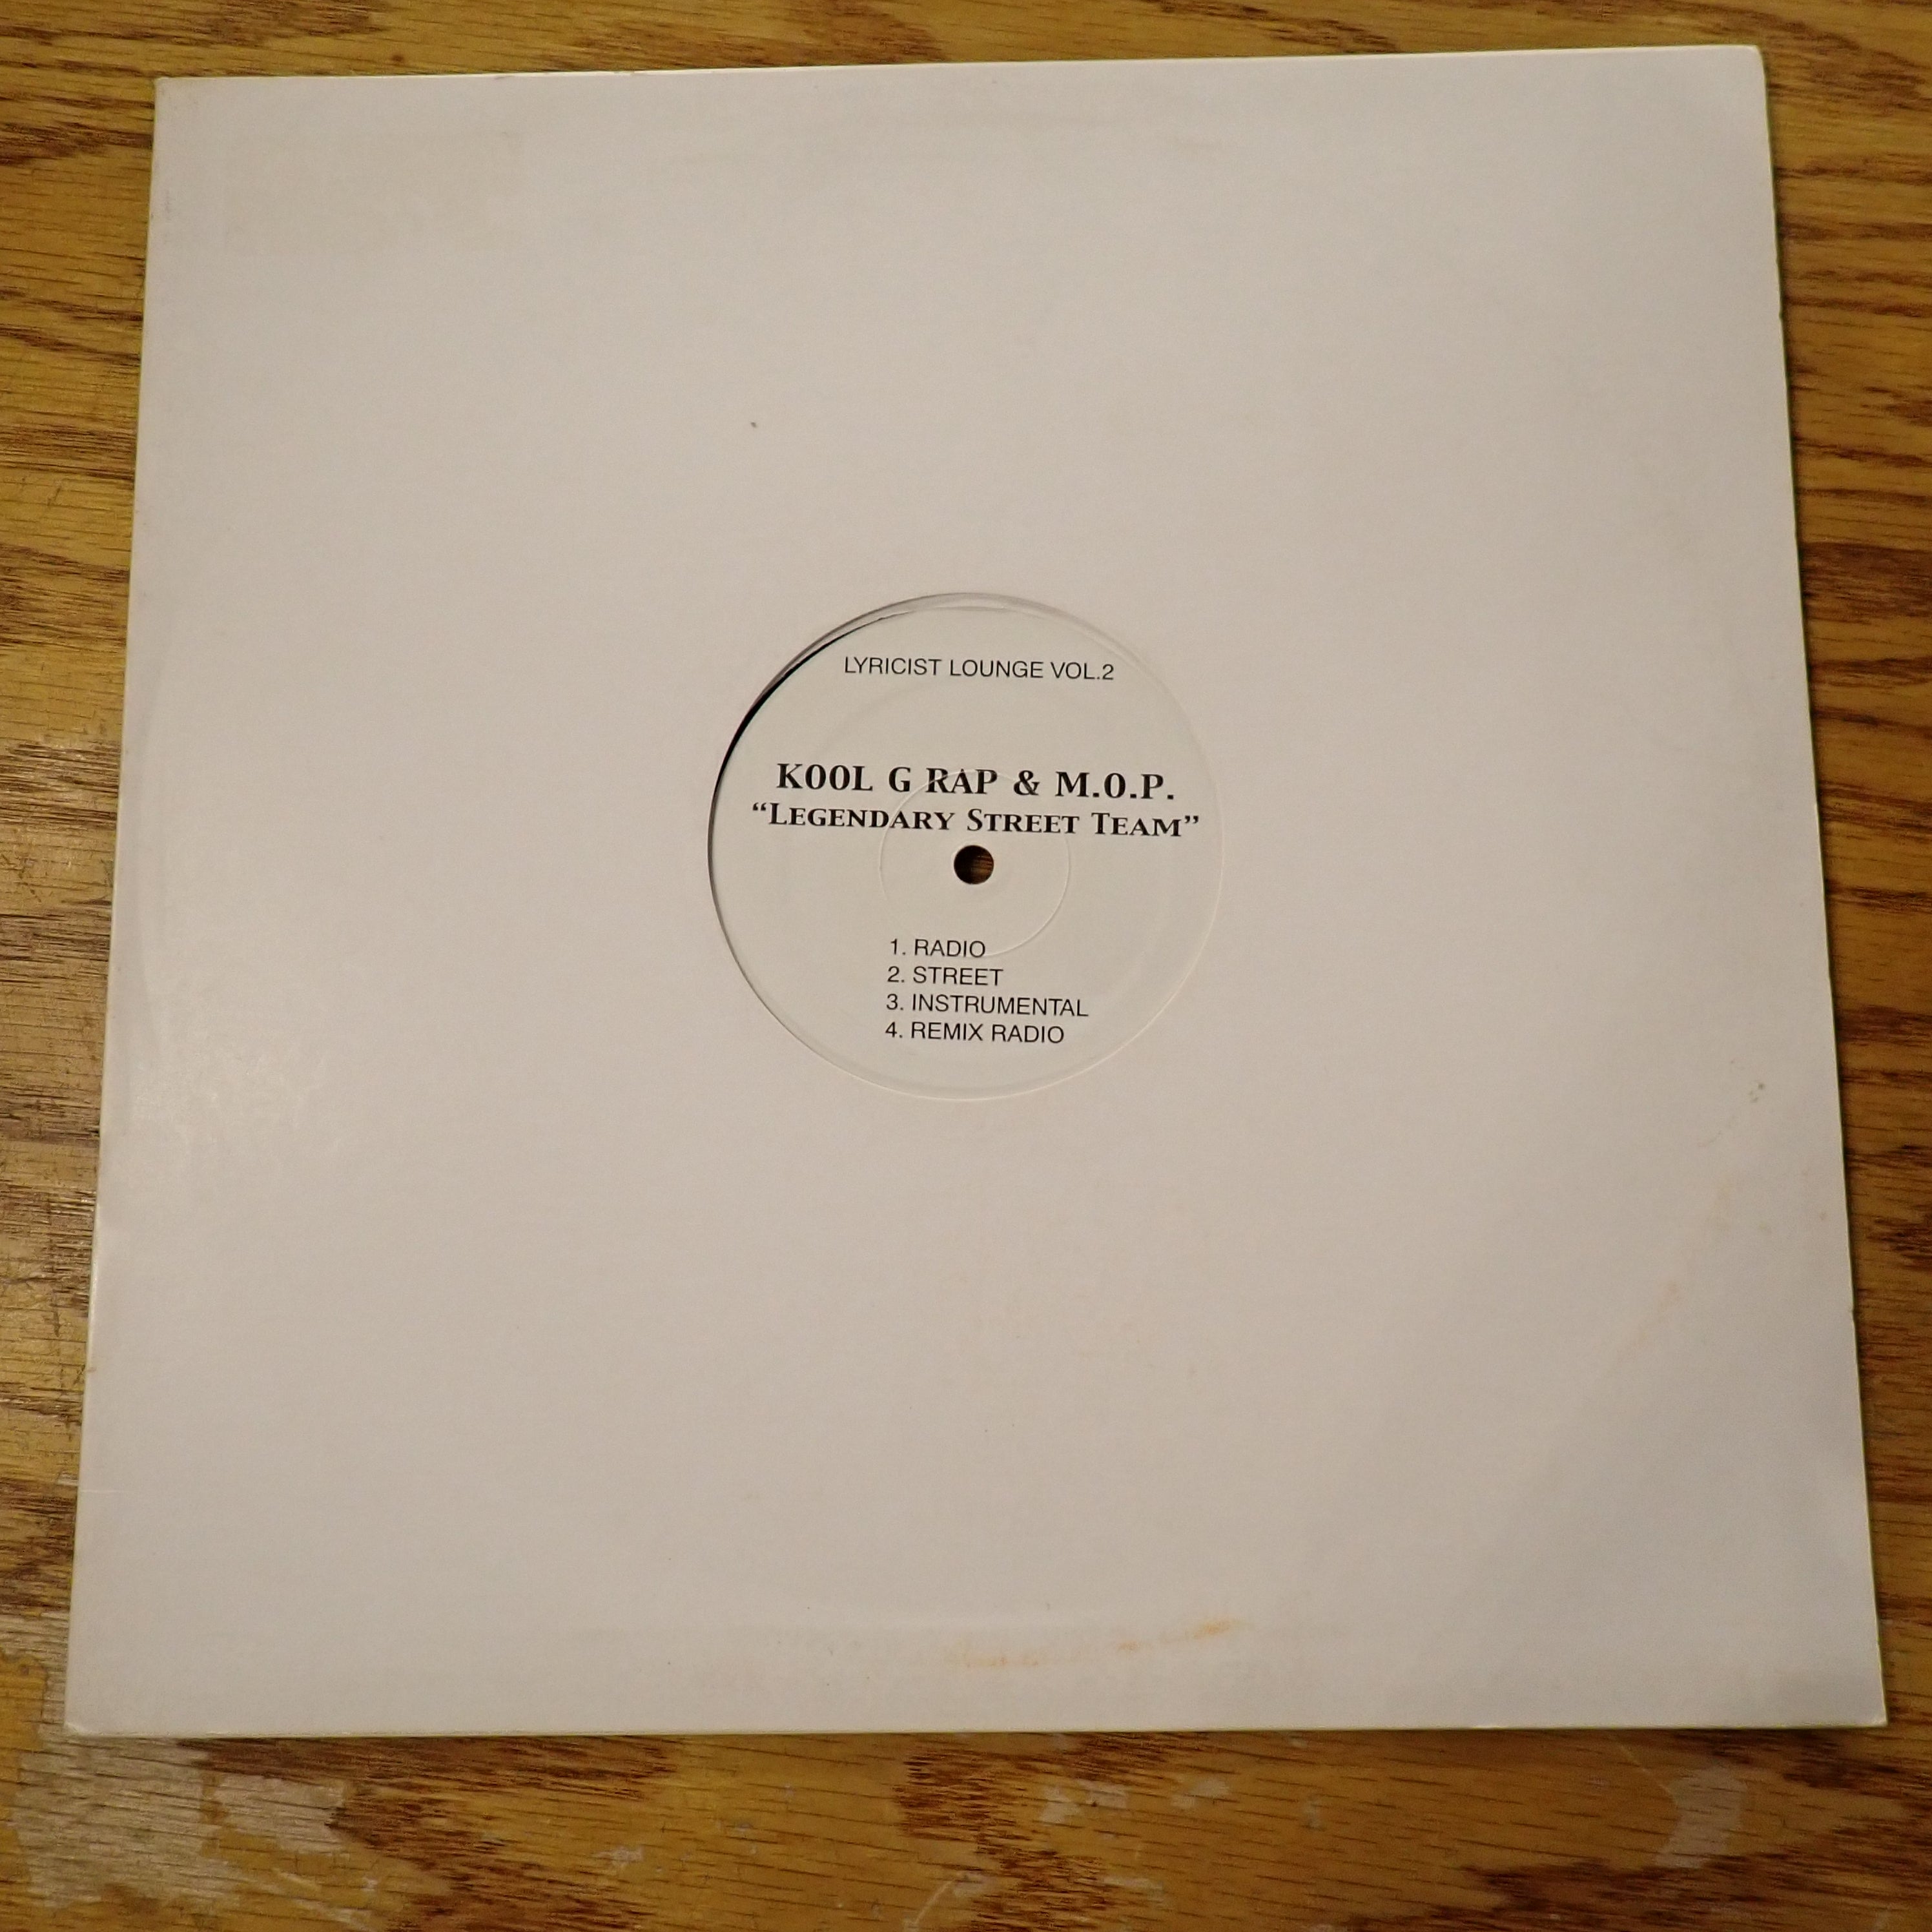 LYRICIST LOUNGE VOL.2
KOOL G RAP & M.O.P.
“LEGENDARY STREET TEAM”
1. RADIO
2. STREET
3. INSTRUMENTAL
4. REMIX RADIO